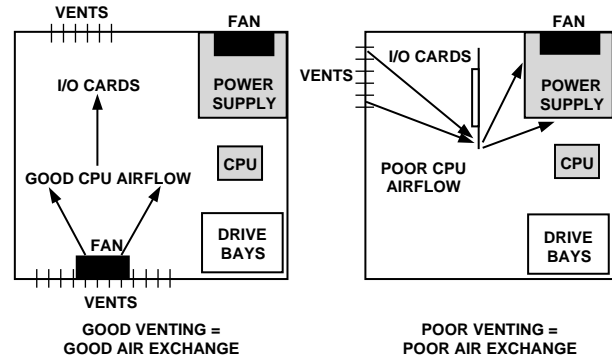 VENTS
FAN
I/O CARDS
POWER
SUPPLY
CPU
GOOD CPU AIRFLOW
FAN
DRIVE
BAYS
VENTS
GOOD VENTING =
GOOD AIR EXCHANGE
FAN
I/O CARDS
VENTS
POWER
SUPPLY
CPU
POOR CPU
AIRFLOW
DRIVE
BAYS
POOR VENTING =
POOR AIR EXCHANGE